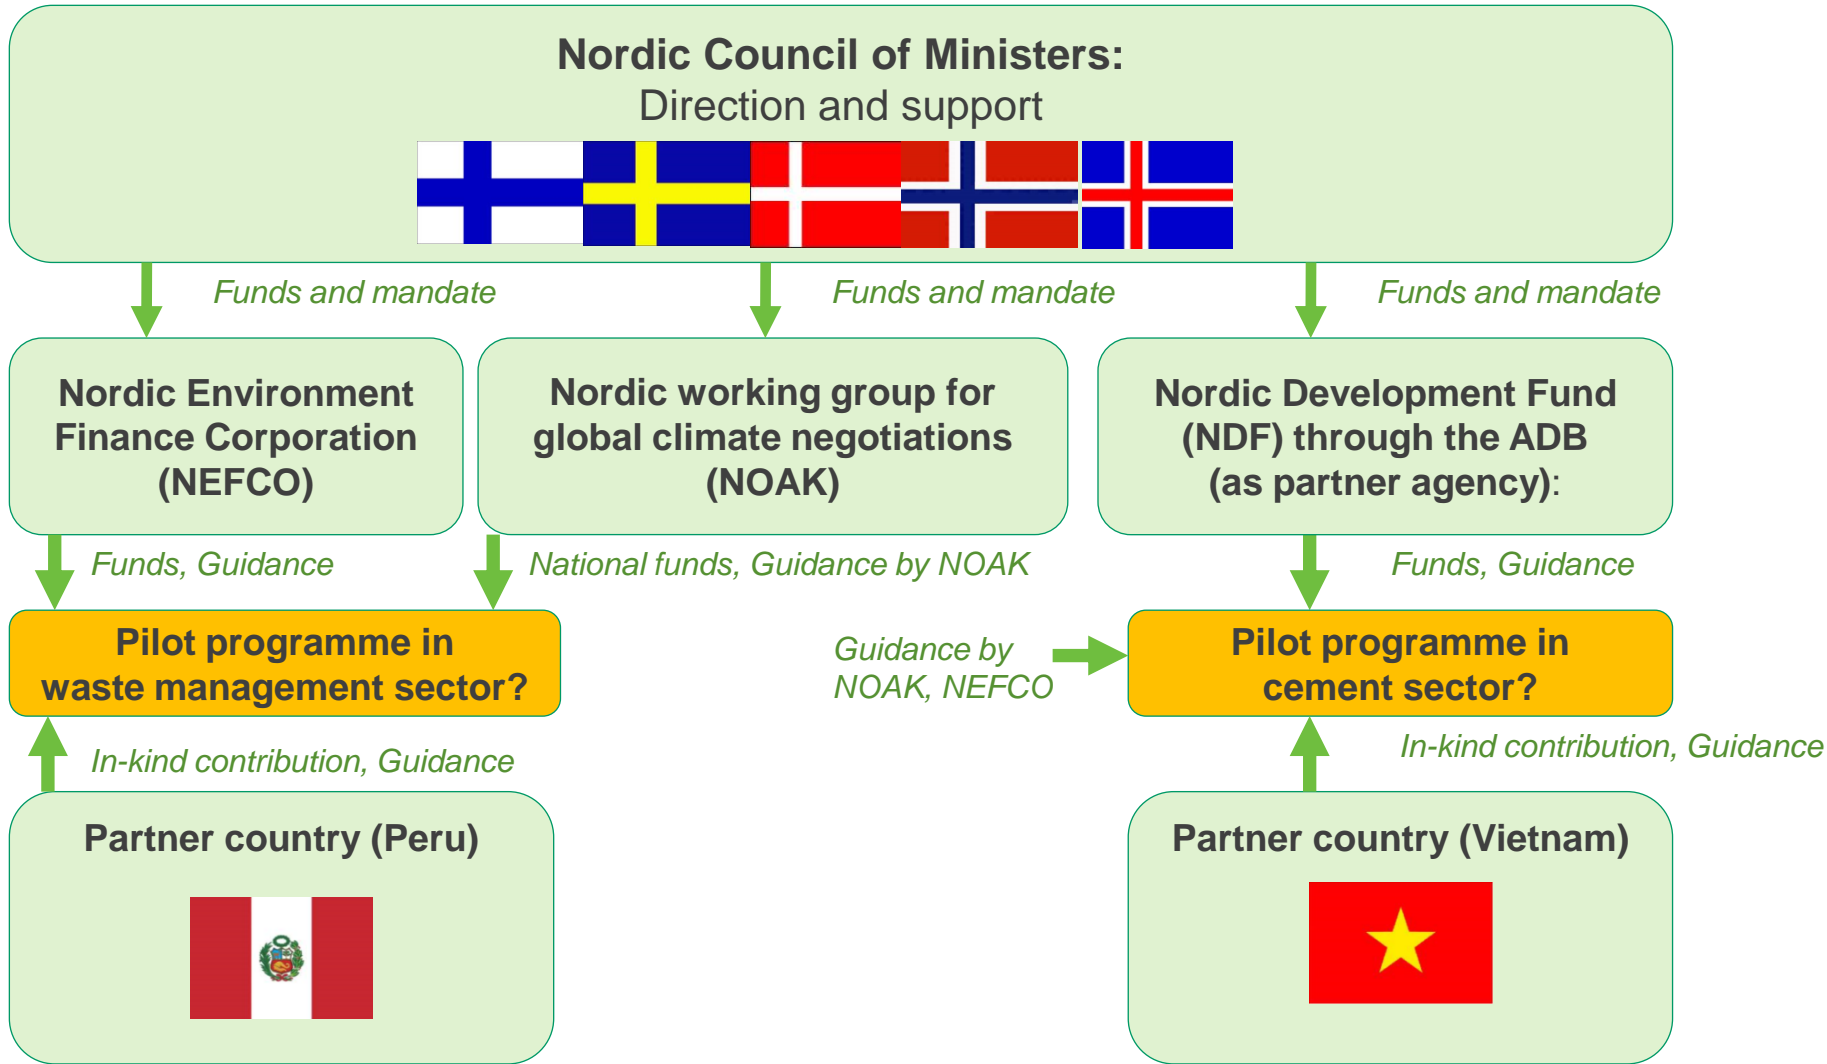 Nordic Council of Ministers:
Direction and support
Funds and mandate
Funds and mandate
Funds and mandate
Nordic Environment
Finance Corporation
(NEFCO)
Nordic working group for
global climate negotiations
(NOAK)
Nordic Development Fund
(NDF) through the ADB
(as partner agency):
Funds, Guidance
National funds, Guidance by NOAK
Funds, Guidance
Pilot programme in
waste management sector?
Guidance by
NOAK, NEFCO
Pilot programme in
cement sector?
In-kind contribution, Guidance
In-kind contribution, Guidance
Partner country (Peru)
Partner country (Vietnam)